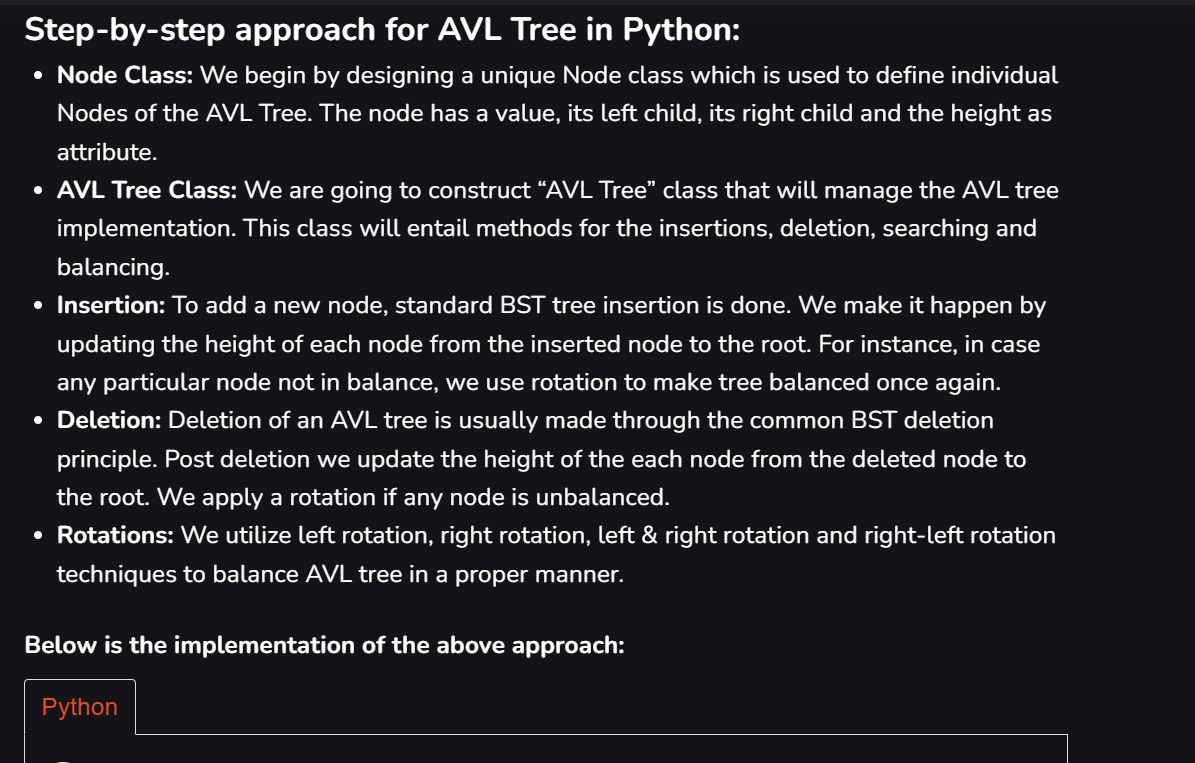 Step-by-step approach for AVL Tree in Python:
• Node Class: We begin by designing a unique Node class which is used to define individual
Nodes of the AVL Tree. The node has a value, its left child, its right child and the height as
attribute.
• AVL Tree Class: We are going to construct “AVL Tree” class that will manage the AVL tree
implementation. This class will entail methods for the insertions, deletion, searching and
balancing.
• Insertion: To add a new node, standard BST tree insertion is done. We make it happen by
updating the height of each node from the inserted node to the root. For instance, in case
any particular node not in balance, we use rotation to make tree balanced once again.
• Deletion: Deletion of an AVL tree is usually made through the common BST deletion
principle. Post deletion we update the height of the each node from the deleted node to
the root. We apply a rotation if any node is unbalanced.
• Rotations: We utilize left rotation, right rotation, left & right rotation and right-left rotation
techniques to balance AVL tree in a proper manner.
Below is the implementation of the above approach:
Python